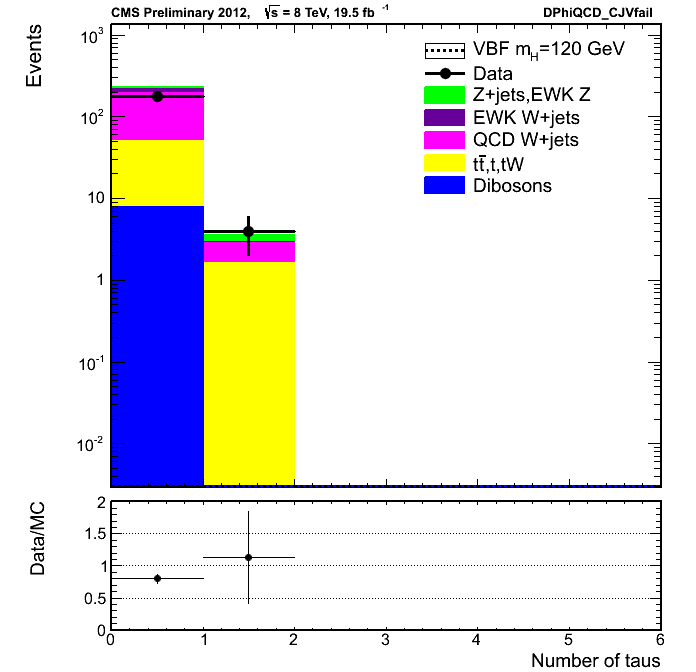 CMS Preliminary 2012, √s = 8 TeV, 19.5 fb⁻¹ DPhiQCD_CJVfail
Events
10³
10²
10
1
10⁻¹
10⁻²
VBF m_H=120 GeV
Data
Z+jets,EWK Z
EWK W+jets
QCD W+jets
tt̄,t,tW
Dibosons
Data/MC
2
1.5
1
0.5
0
0 1 2 3 4 5 6
Number of taus